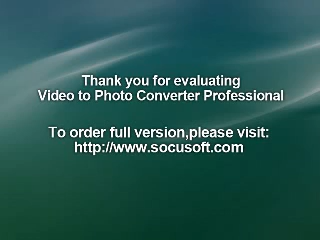 Thank you for evaluating
Video to Photo Converter Professional
To order full version,please visit:
http://www.socusoft.com